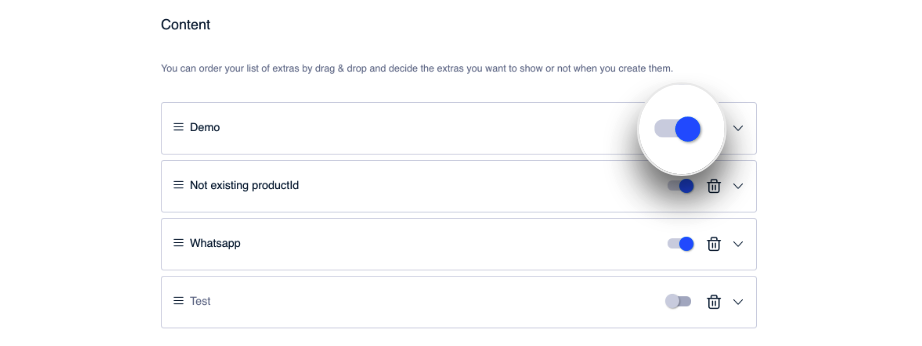 Content
You can order your list of extras by drag & drop and decide the extras you want to show or not when you create them.
Demo
Not existing productId
Whatsapp
Test